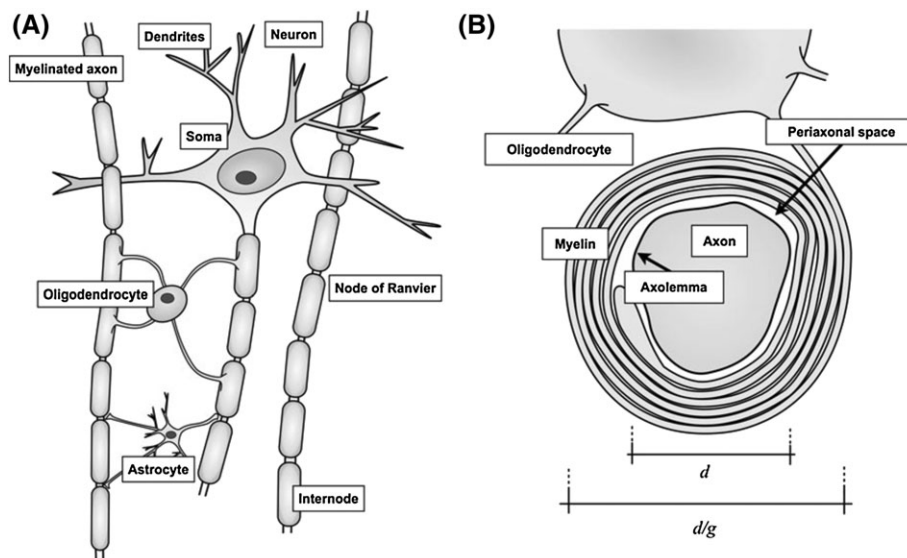 (A)
Dendrites
Neuron
Myelinated axon
Soma
Oligodendrocyte
Node of Ranvier
Astrocyte
Internode
(B)
Periaxonal space
Oligodendrocyte
Myelin
Axon
Axolemma
d
d/g